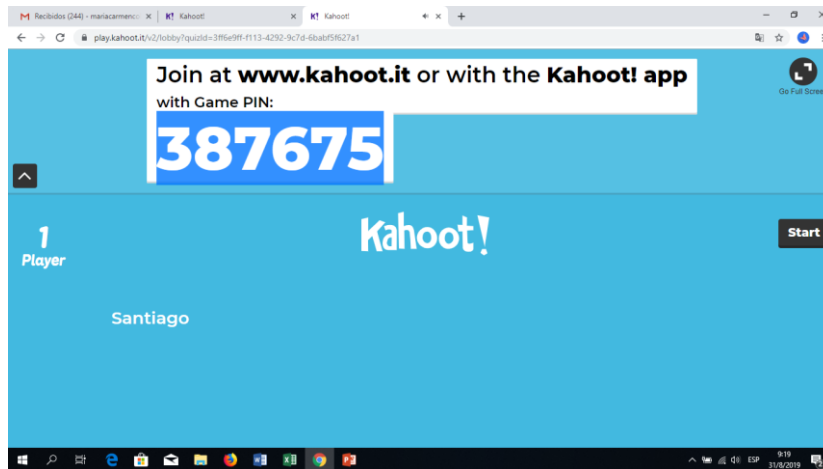 Recibidos (244) - mariacarmenc
Kahoot!
Kahoot!
play.kahoot.it/v2/lobby?quizId=3ff6e9ff-f113-4292-9c7d-6babf5f627a1
Join at www.kahoot.it or with the Kahoot! app
with Game PIN:
387675
Go Full Scree
1
Player
Kahoot!
Start
Santiago
ESP
9:19
31/8/2019